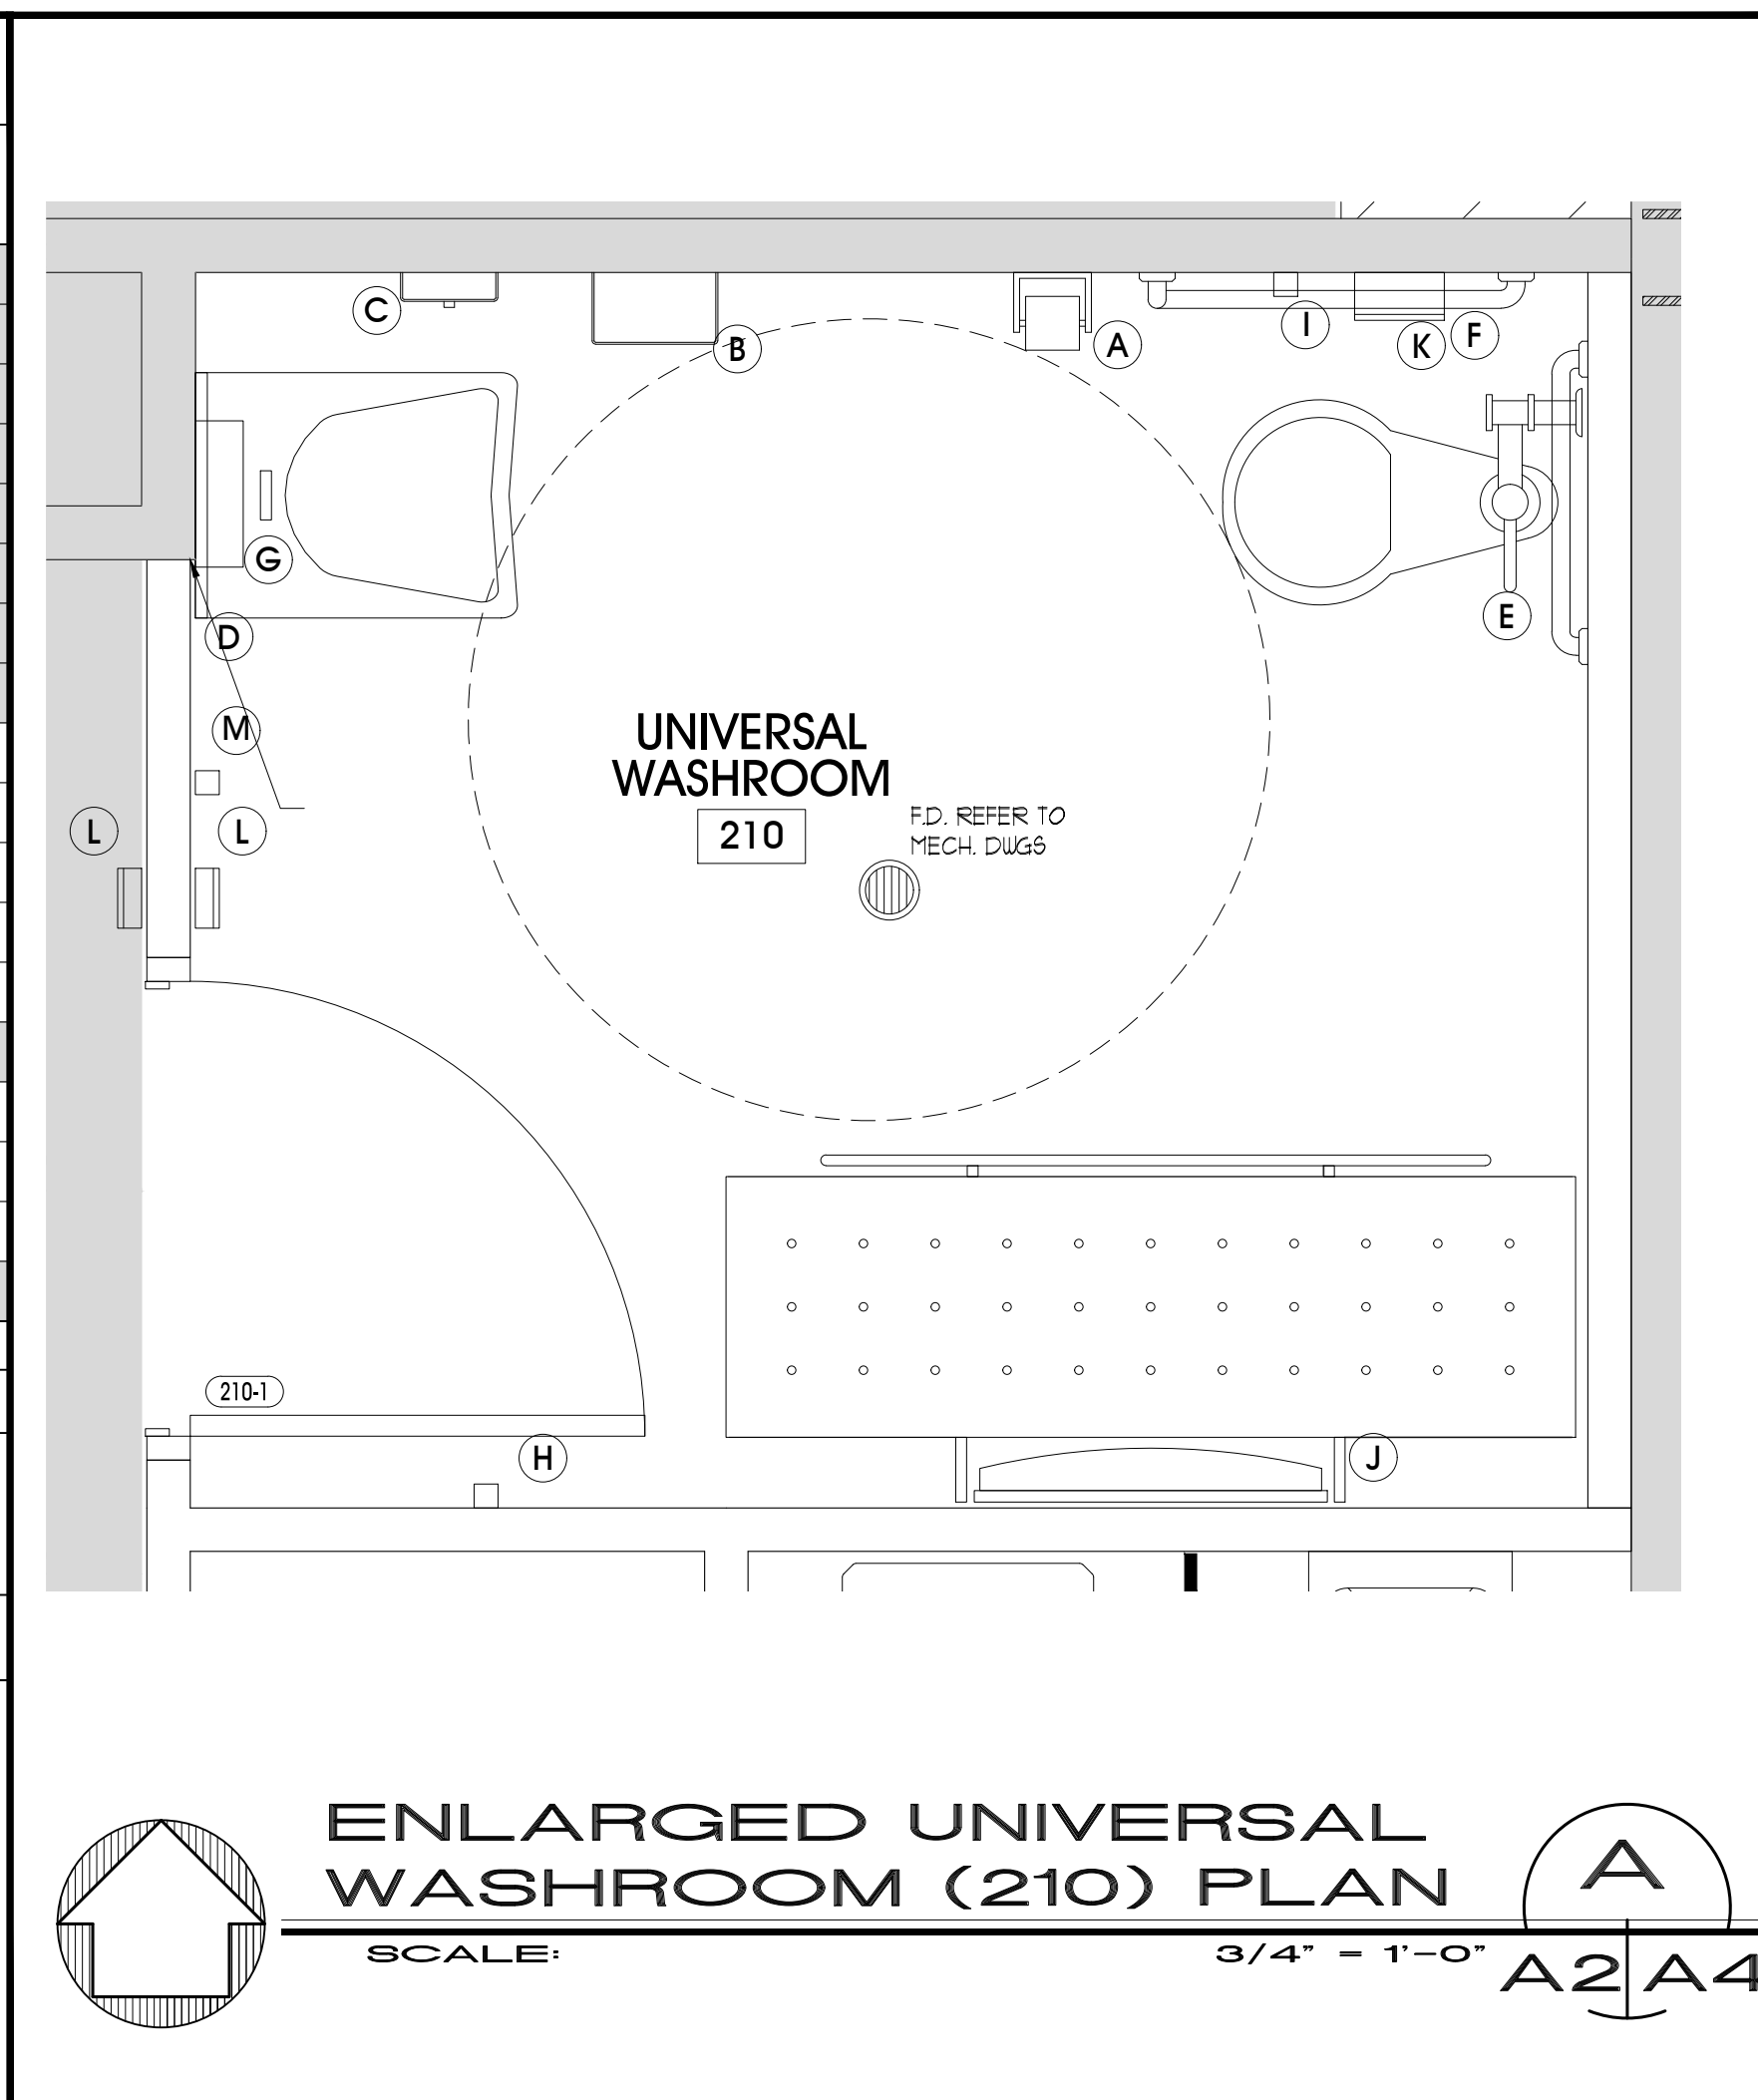 C
B
A
I
K
F
G
E
D
M
UNIVERSAL
WASHROOM
210
F.D. REFER TO
MECH. DWGS
L
L
210-1
H
J
ENLARGED UNIVERSAL
WASHROOM (210) PLAN
SCALE:
3/4" = 1'-0"
A
A2
A4